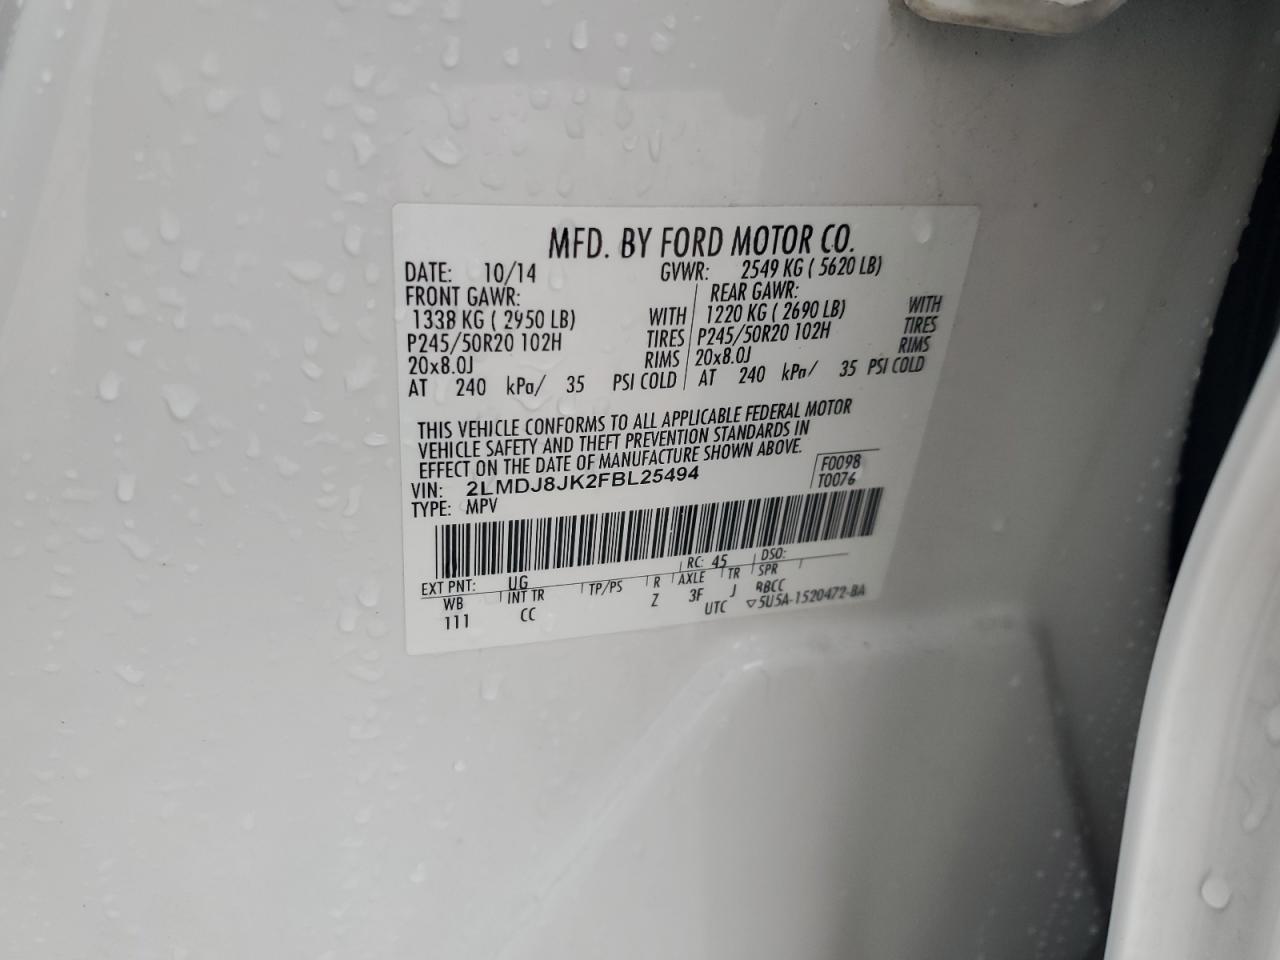 MFD. BY FORD MOTOR CO.
DATE: 10/14 GVWR: 2549 KG ( 5620 LB)
FRONT GAWR: REAR GAWR:
1338 KG ( 2950 LB) WITH 1220 KG ( 2690 LB) WITH
P245/50R20 102H TIRES P245/50R20 102H TIRES
20x8.0J RIMS 20x8.0J RIMS
AT 240 kPa/ 35 PSI COLD AT 240 kPa/ 35 PSI COLD
THIS VEHICLE CONFORMS TO ALL APPLICABLE FEDERAL MOTOR
VEHICLE SAFETY AND THEFT PREVENTION STANDARDS IN
EFFECT ON THE DATE OF MANUFACTURE SHOWN ABOVE.
VIN: 2LMDJ8JK2FBL25494 F0098
TYPE: MPV T0076
EXT PNT: UG RC: 45 DSO:
WB INT TR TP/PS R AXLE TR SPR
111 CC Z 3F J BBCC
UTC ▽5U5A-1520472-BA